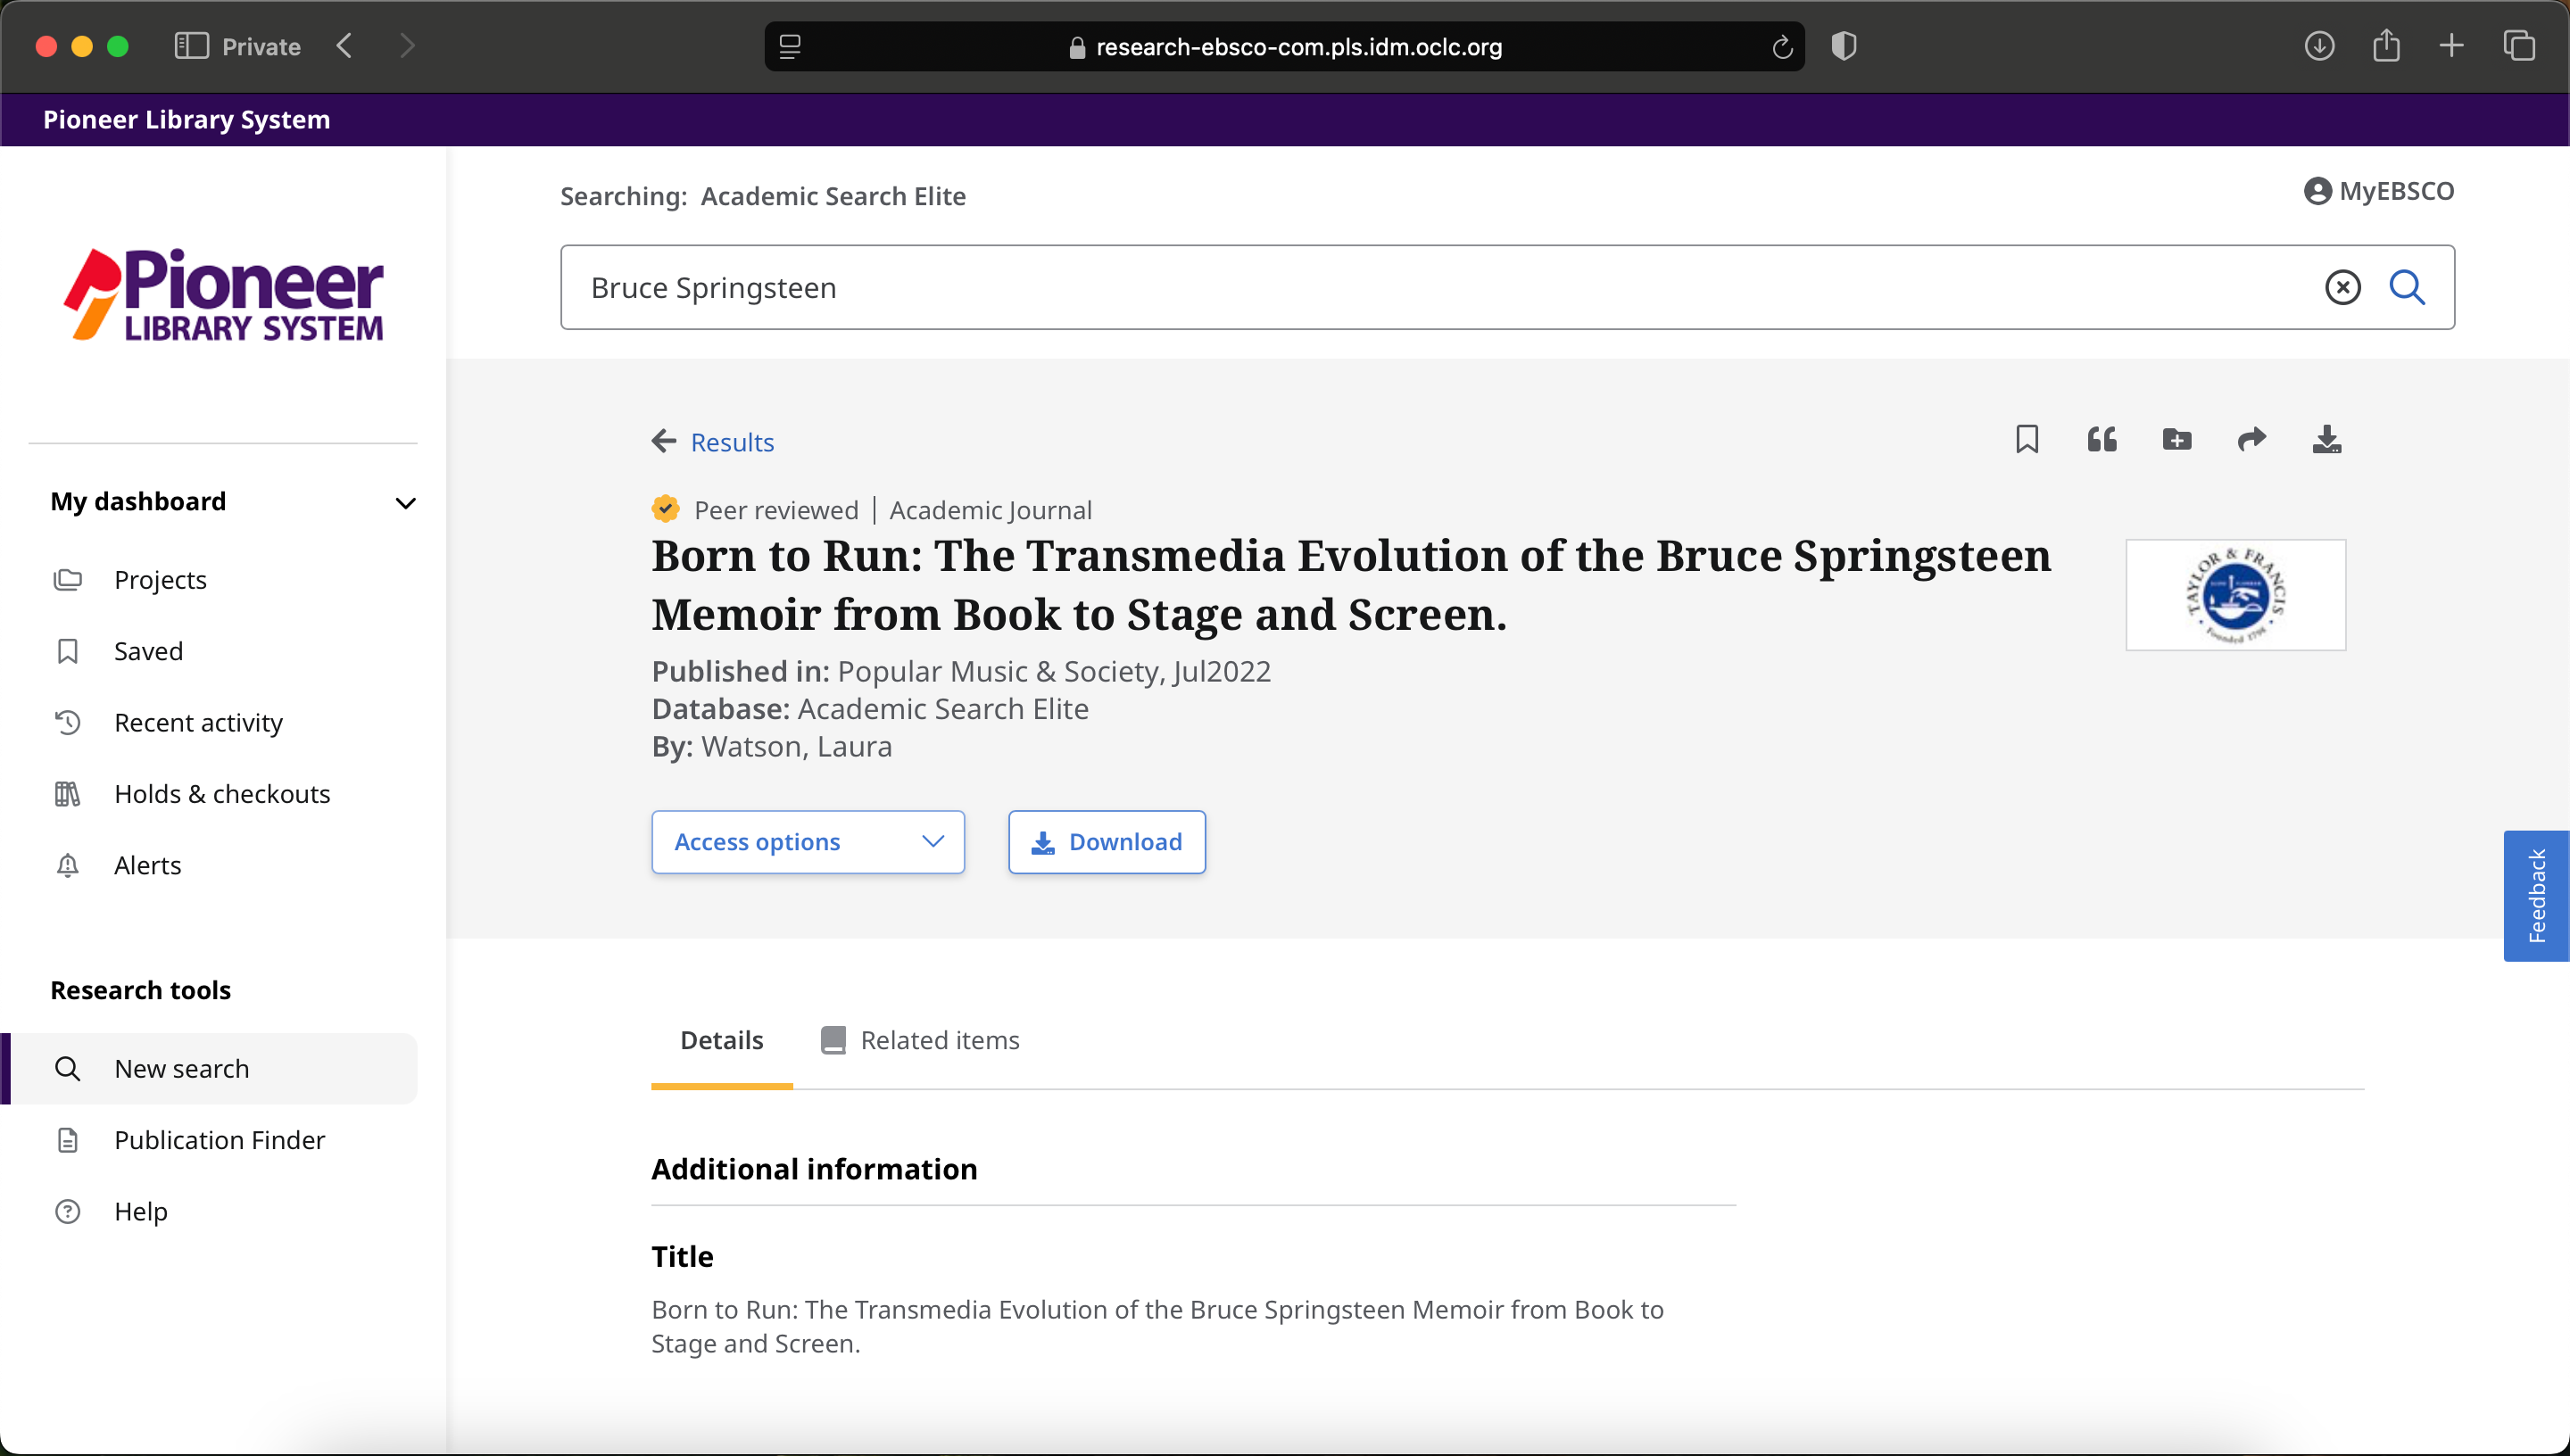 Private
research-ebsco-com.pls.idm.oclc.org
Pioneer Library System
Pioneer
LIBRARY SYSTEM
My dashboard
Projects
Saved
Recent activity
Holds & checkouts
Alerts
Research tools
New search
Publication Finder
Help
Searching: Academic Search Elite
MyEBSCO
Bruce Springsteen
Results
Peer reviewed | Academic Journal
Born to Run: The Transmedia Evolution of the Bruce Springsteen
Memoir from Book to Stage and Screen.
TAYLOR & FRANCIS
Founded 1798
Published in: Popular Music & Society, Jul2022
Database: Academic Search Elite
By: Watson, Laura
Access options
Download
Feedback
Details
Related items
Additional information
Title
Born to Run: The Transmedia Evolution of the Bruce Springsteen Memoir from Book to
Stage and Screen.